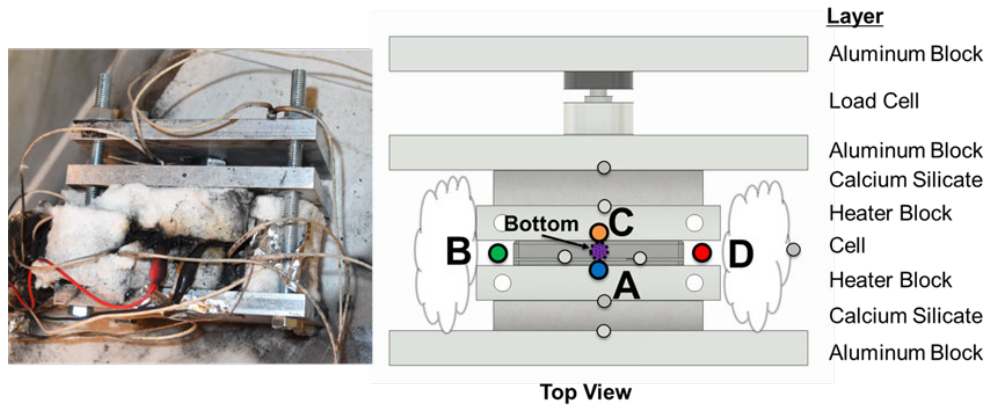 Layer
Aluminum Block
Load Cell
Aluminum Block
Calcium Silicate
Heater Block
Bottom
C
B
D
Cell
A
Heater Block
Calcium Silicate
Aluminum Block
Top View